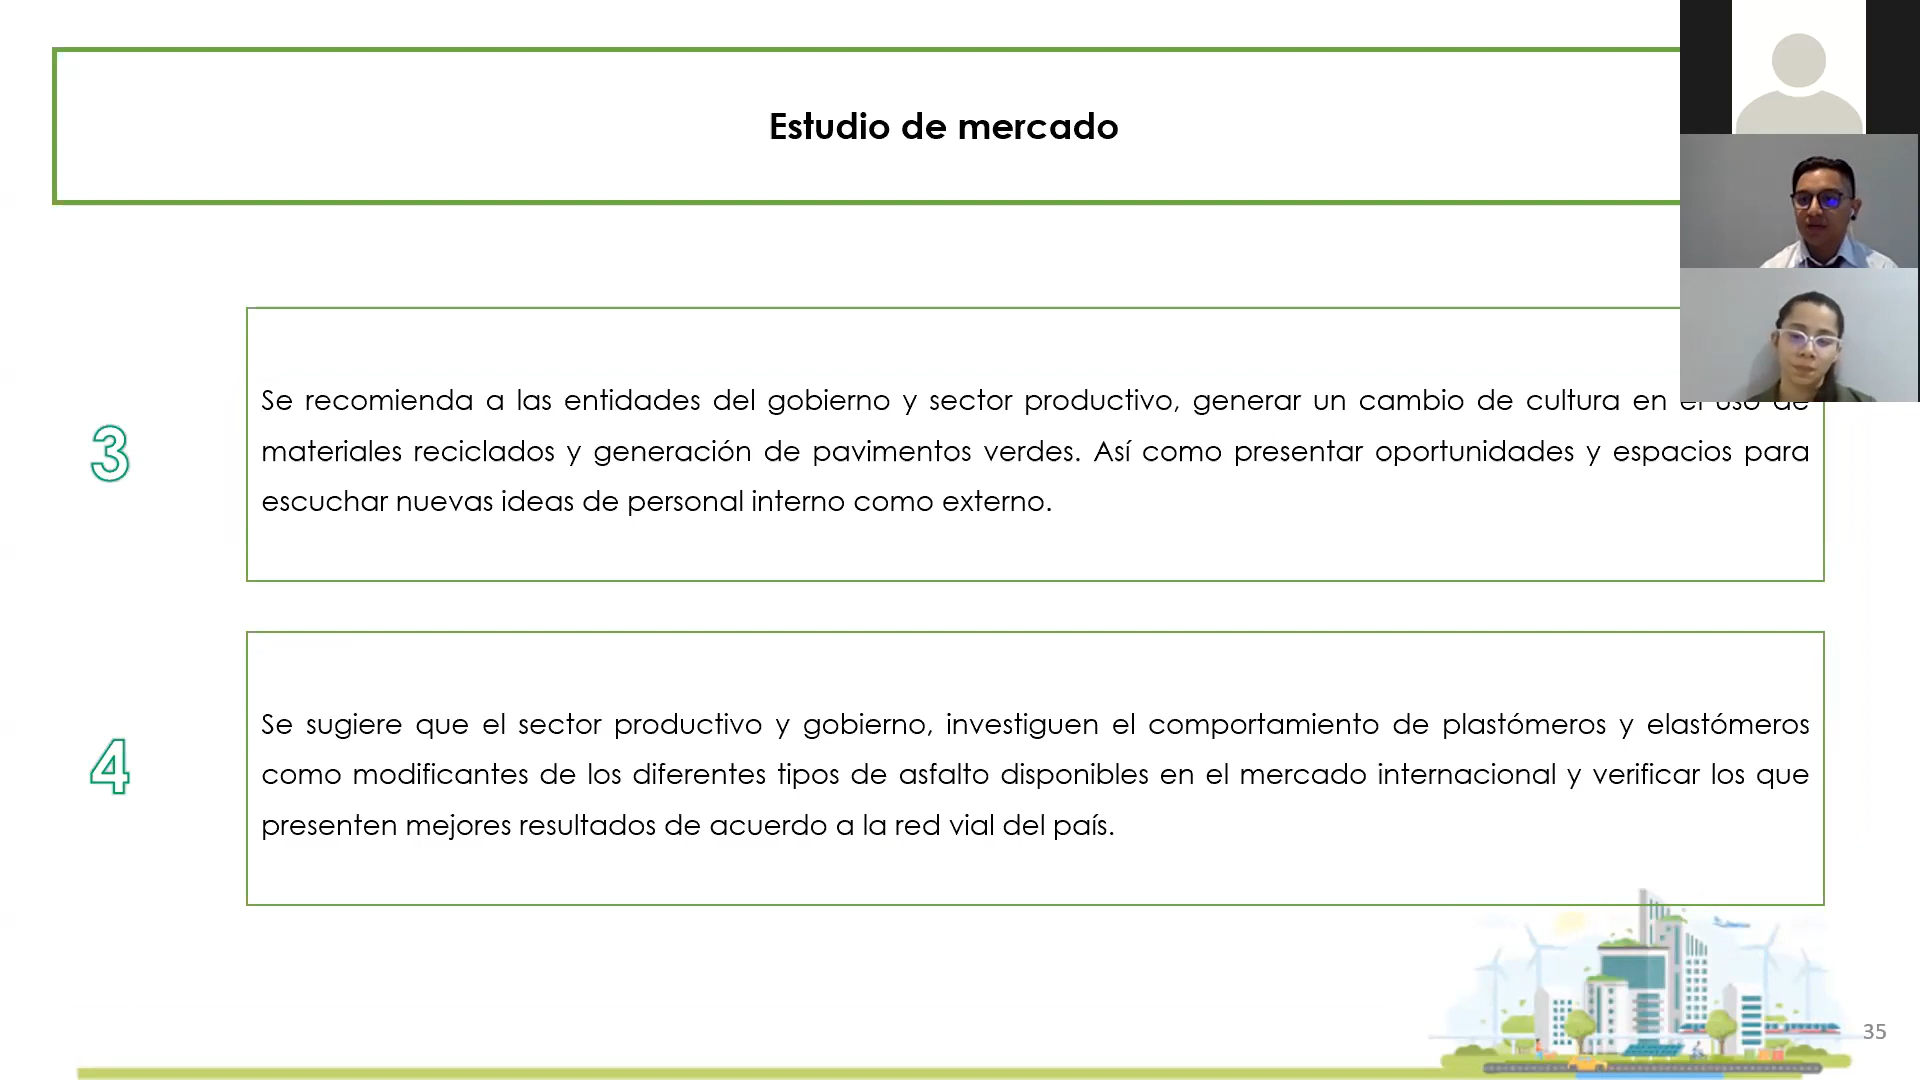 Estudio de mercado
3
Se recomienda a las entidades del gobierno y sector productivo, generar un cambio de cultura en el uso de
materiales reciclados y generación de pavimentos verdes. Así como presentar oportunidades y espacios para
escuchar nuevas ideas de personal interno como externo.
4
Se sugiere que el sector productivo y gobierno, investiguen el comportamiento de plastómeros y elastómeros
como modificantes de los diferentes tipos de asfalto disponibles en el mercado internacional y verificar los que
presenten mejores resultados de acuerdo a la red vial del país.
35